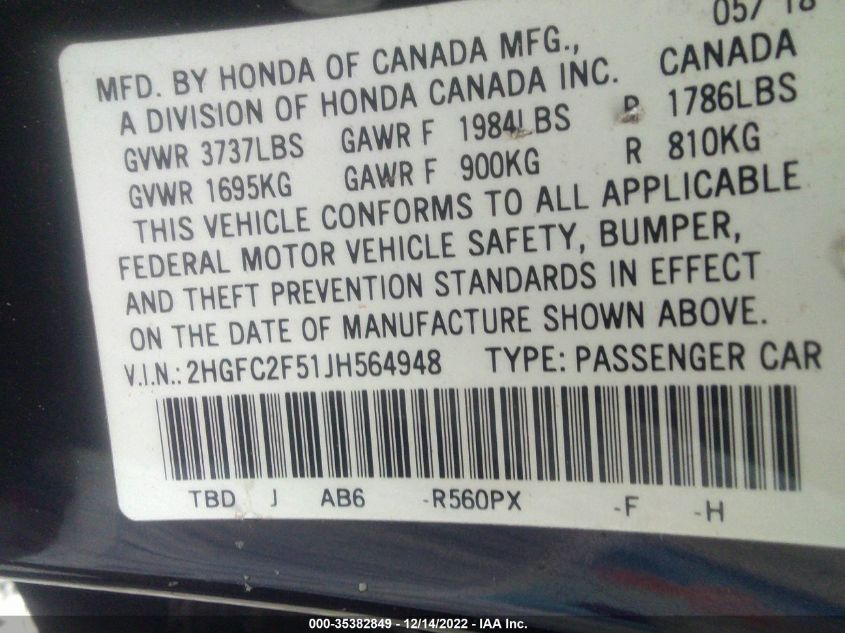 05/ 18
MFD. BY HONDA OF CANADA MFG.,
A DIVISION OF HONDA CANADA INC. CANADA
GVWR 3737LBS GAWR F 1984LBS R 1786LBS
GVWR 1695KG GAWR F 900KG R 810KG
THIS VEHICLE CONFORMS TO ALL APPLICABLE
FEDERAL MOTOR VEHICLE SAFETY, BUMPER,
AND THEFT PREVENTION STANDARDS IN EFFECT
ON THE DATE OF MANUFACTURE SHOWN ABOVE.
V.I.N.: 2HGFC2F51JH564948 TYPE: PASSENGER CAR
TBD J AB6 -R560PX -F -H
000-35382849 - 12/14/2022 - IAA Inc.